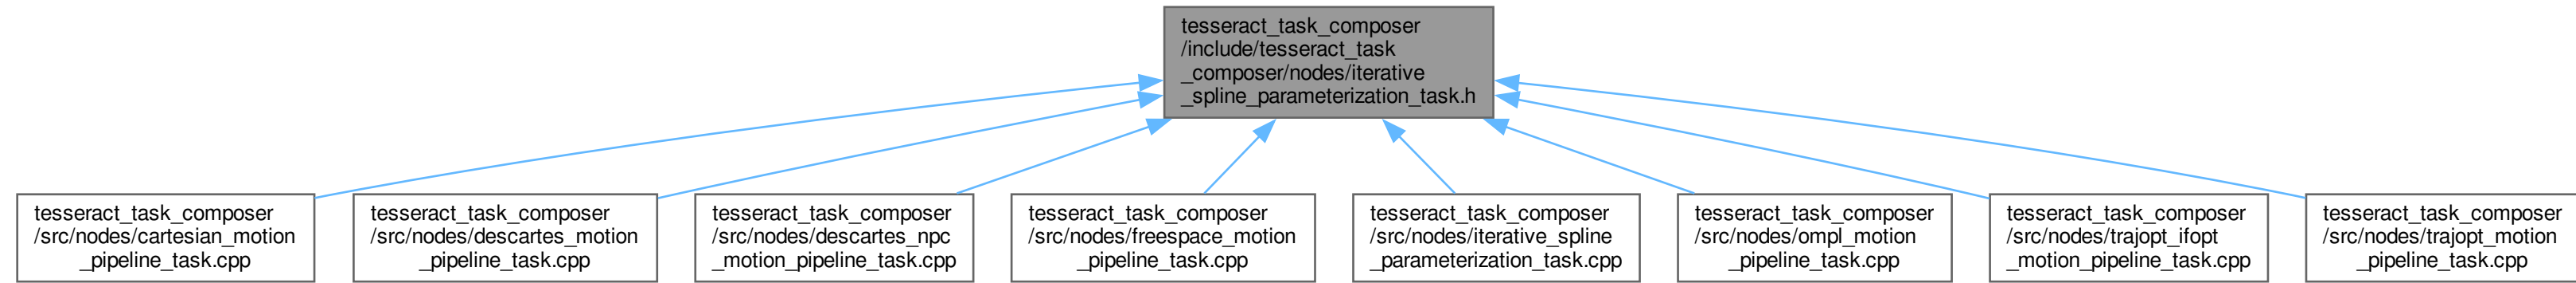 tesseract_task_composer
/include/tesseract_task
_composer/nodes/iterative
_spline_parameterization_task.h
tesseract_task_composer
/src/nodes/cartesian_motion
_pipeline_task.cpp
tesseract_task_composer
/src/nodes/descartes_motion
_pipeline_task.cpp
tesseract_task_composer
/src/nodes/descartes_npc
_motion_pipeline_task.cpp
tesseract_task_composer
/src/nodes/freespace_motion
_pipeline_task.cpp
tesseract_task_composer
/src/nodes/iterative_spline
_parameterization_task.cpp
tesseract_task_composer
/src/nodes/ompl_motion
_pipeline_task.cpp
tesseract_task_composer
/src/nodes/trajopt_ifopt
_motion_pipeline_task.cpp
tesseract_task_composer
/src/nodes/trajopt_motion
_pipeline_task.cpp